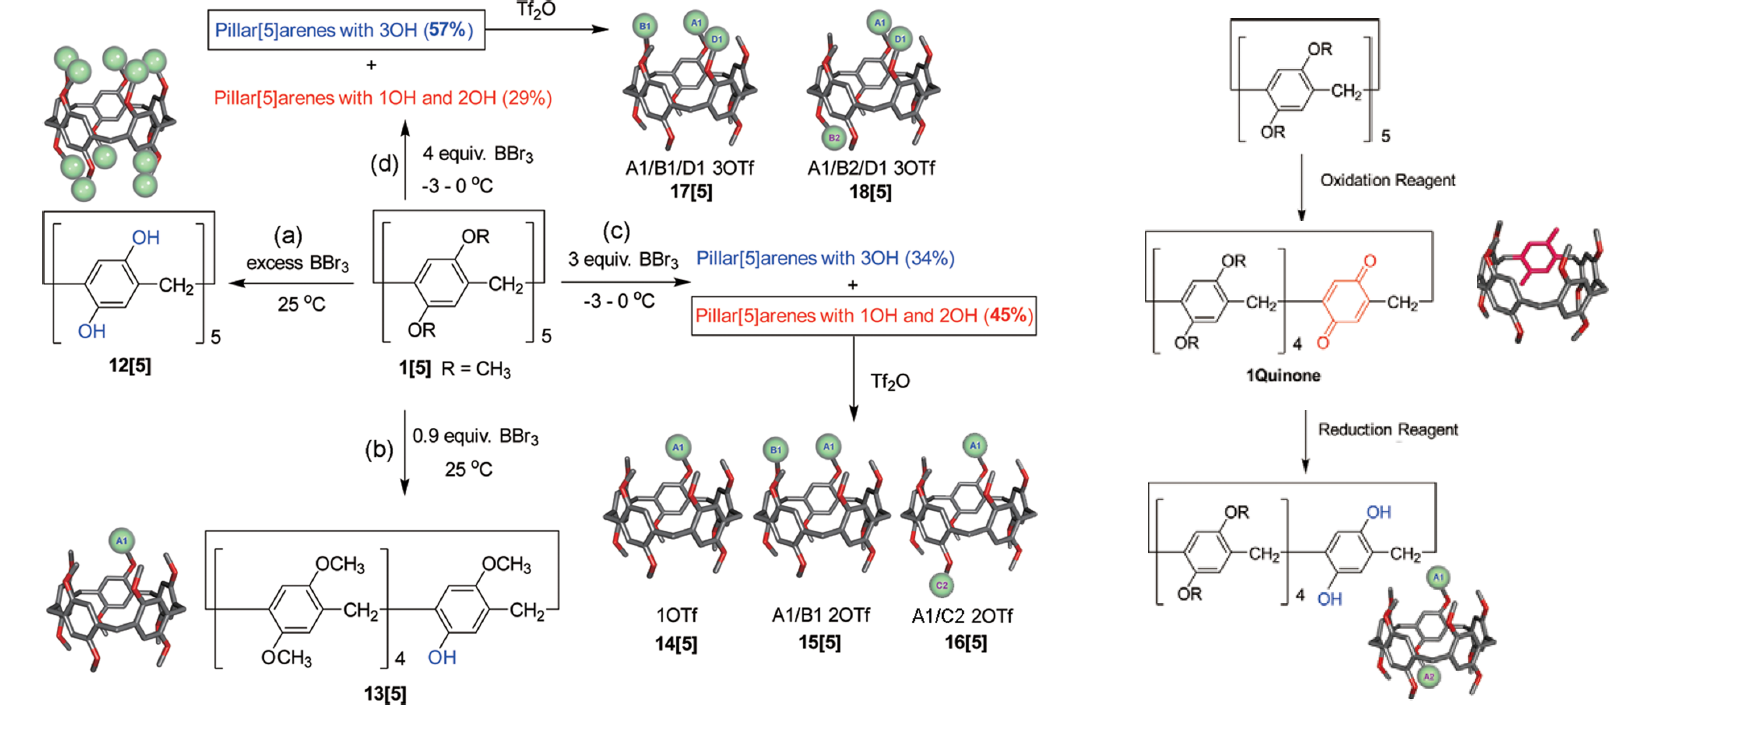 Tf2O
Pillar[5]arenes with 3OH (57%)
+
Pillar[5]arenes with 1OH and 2OH (29%)
(d)
4 equiv. BBr3
-3 - 0 ºC
B1
A1
D1
A1/B1/D1 3OTf
17[5]
A1
D1
B2
A1/B2/D1 3OTf
18[5]
OH
OH
CH2
5
12[5]
(a)
excess BBr3
25 ºC
OR
OR
CH2
5
1[5] R = CH3
(c)
3 equiv. BBr3
-3 - 0 ºC
Pillar[5]arenes with 3OH (34%)
+
Pillar[5]arenes with 1OH and 2OH (45%)
Tf2O
(b)
0.9 equiv. BBr3
25 ºC
A1
OCH3
OCH3
CH2
4
OCH3
OH
CH2
13[5]
A1
1OTf
14[5]
B1
A1
A1/B1 2OTf
15[5]
A1
C2
A1/C2 2OTf
16[5]
OR
OR
CH2
5
Oxidation Reagent
OR
OR
CH2
4
O
O
CH2
1Quinone
Reduction Reagent
OR
OR
CH2
4
OH
OH
CH2
A1
A2